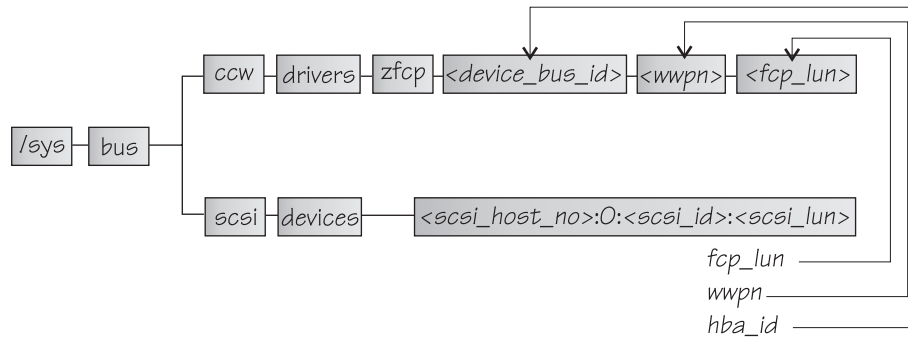 ccw drivers zfcp <device_bus_id> <wwpn> <fcp_lun>
/sys bus
scsi devices <scsi_host_no>:0:<scsi_id>:<scsi_lun>
fcp_lun
wwpn
hba_id